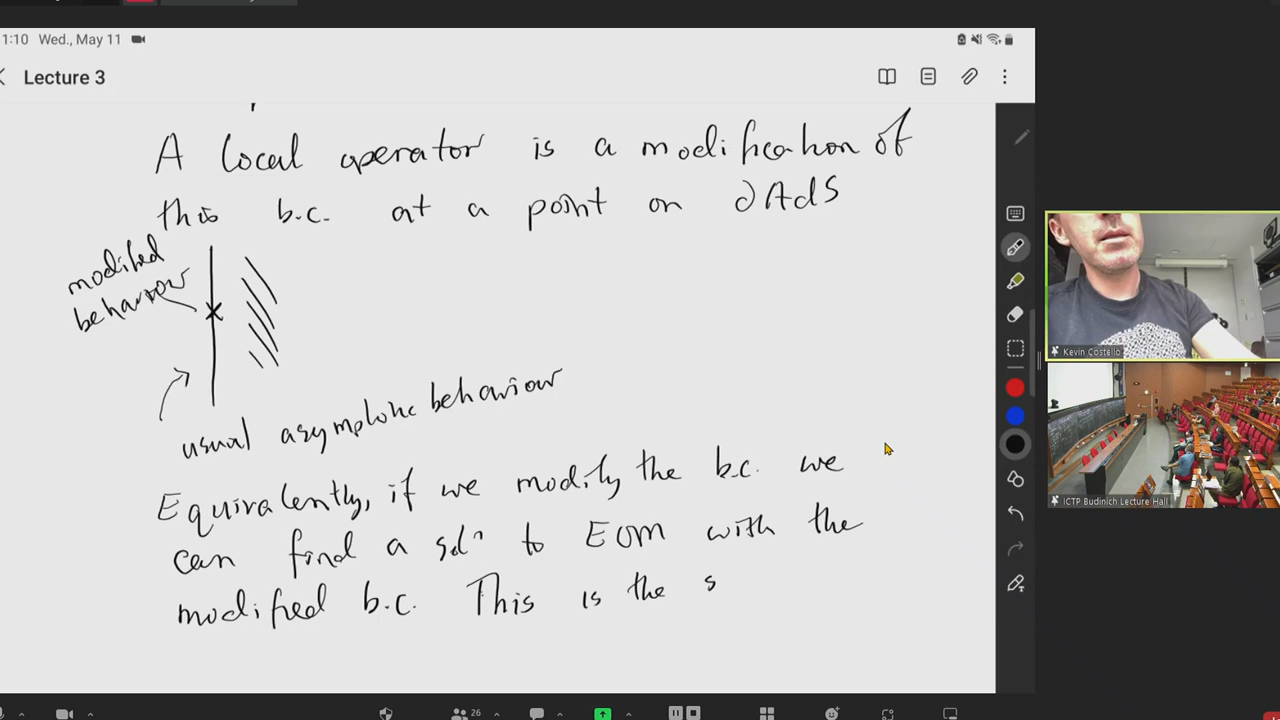 1:10 Wed., May 11
Lecture 3
A local operator is a modification of
this b.c. at a point on ∂AdS
modified
behaviour
usual asymptotic behaviour
Equivalently, if we modify the b.c. we
can find a solⁿ to EOM with the
modified b.c. This is the s
Kevin Costello
ICTP Budinich Lecture Hall
26